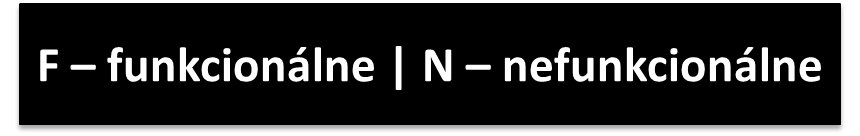 F – funkcionálne | N – nefunkcionálne